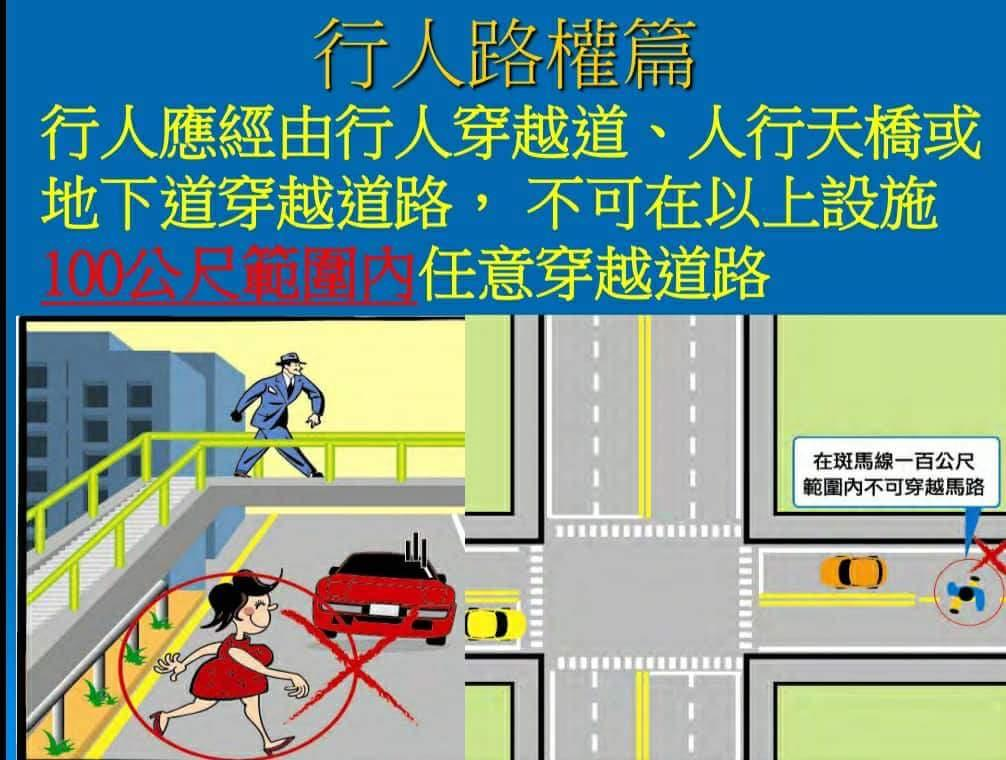 行人路權篇
行人應經由行人穿越道、人行天橋或
地下道穿越道路，不可在以上設施
100公尺範圍內任意穿越道路
在斑馬線一百公尺
範圍內不可穿越馬路